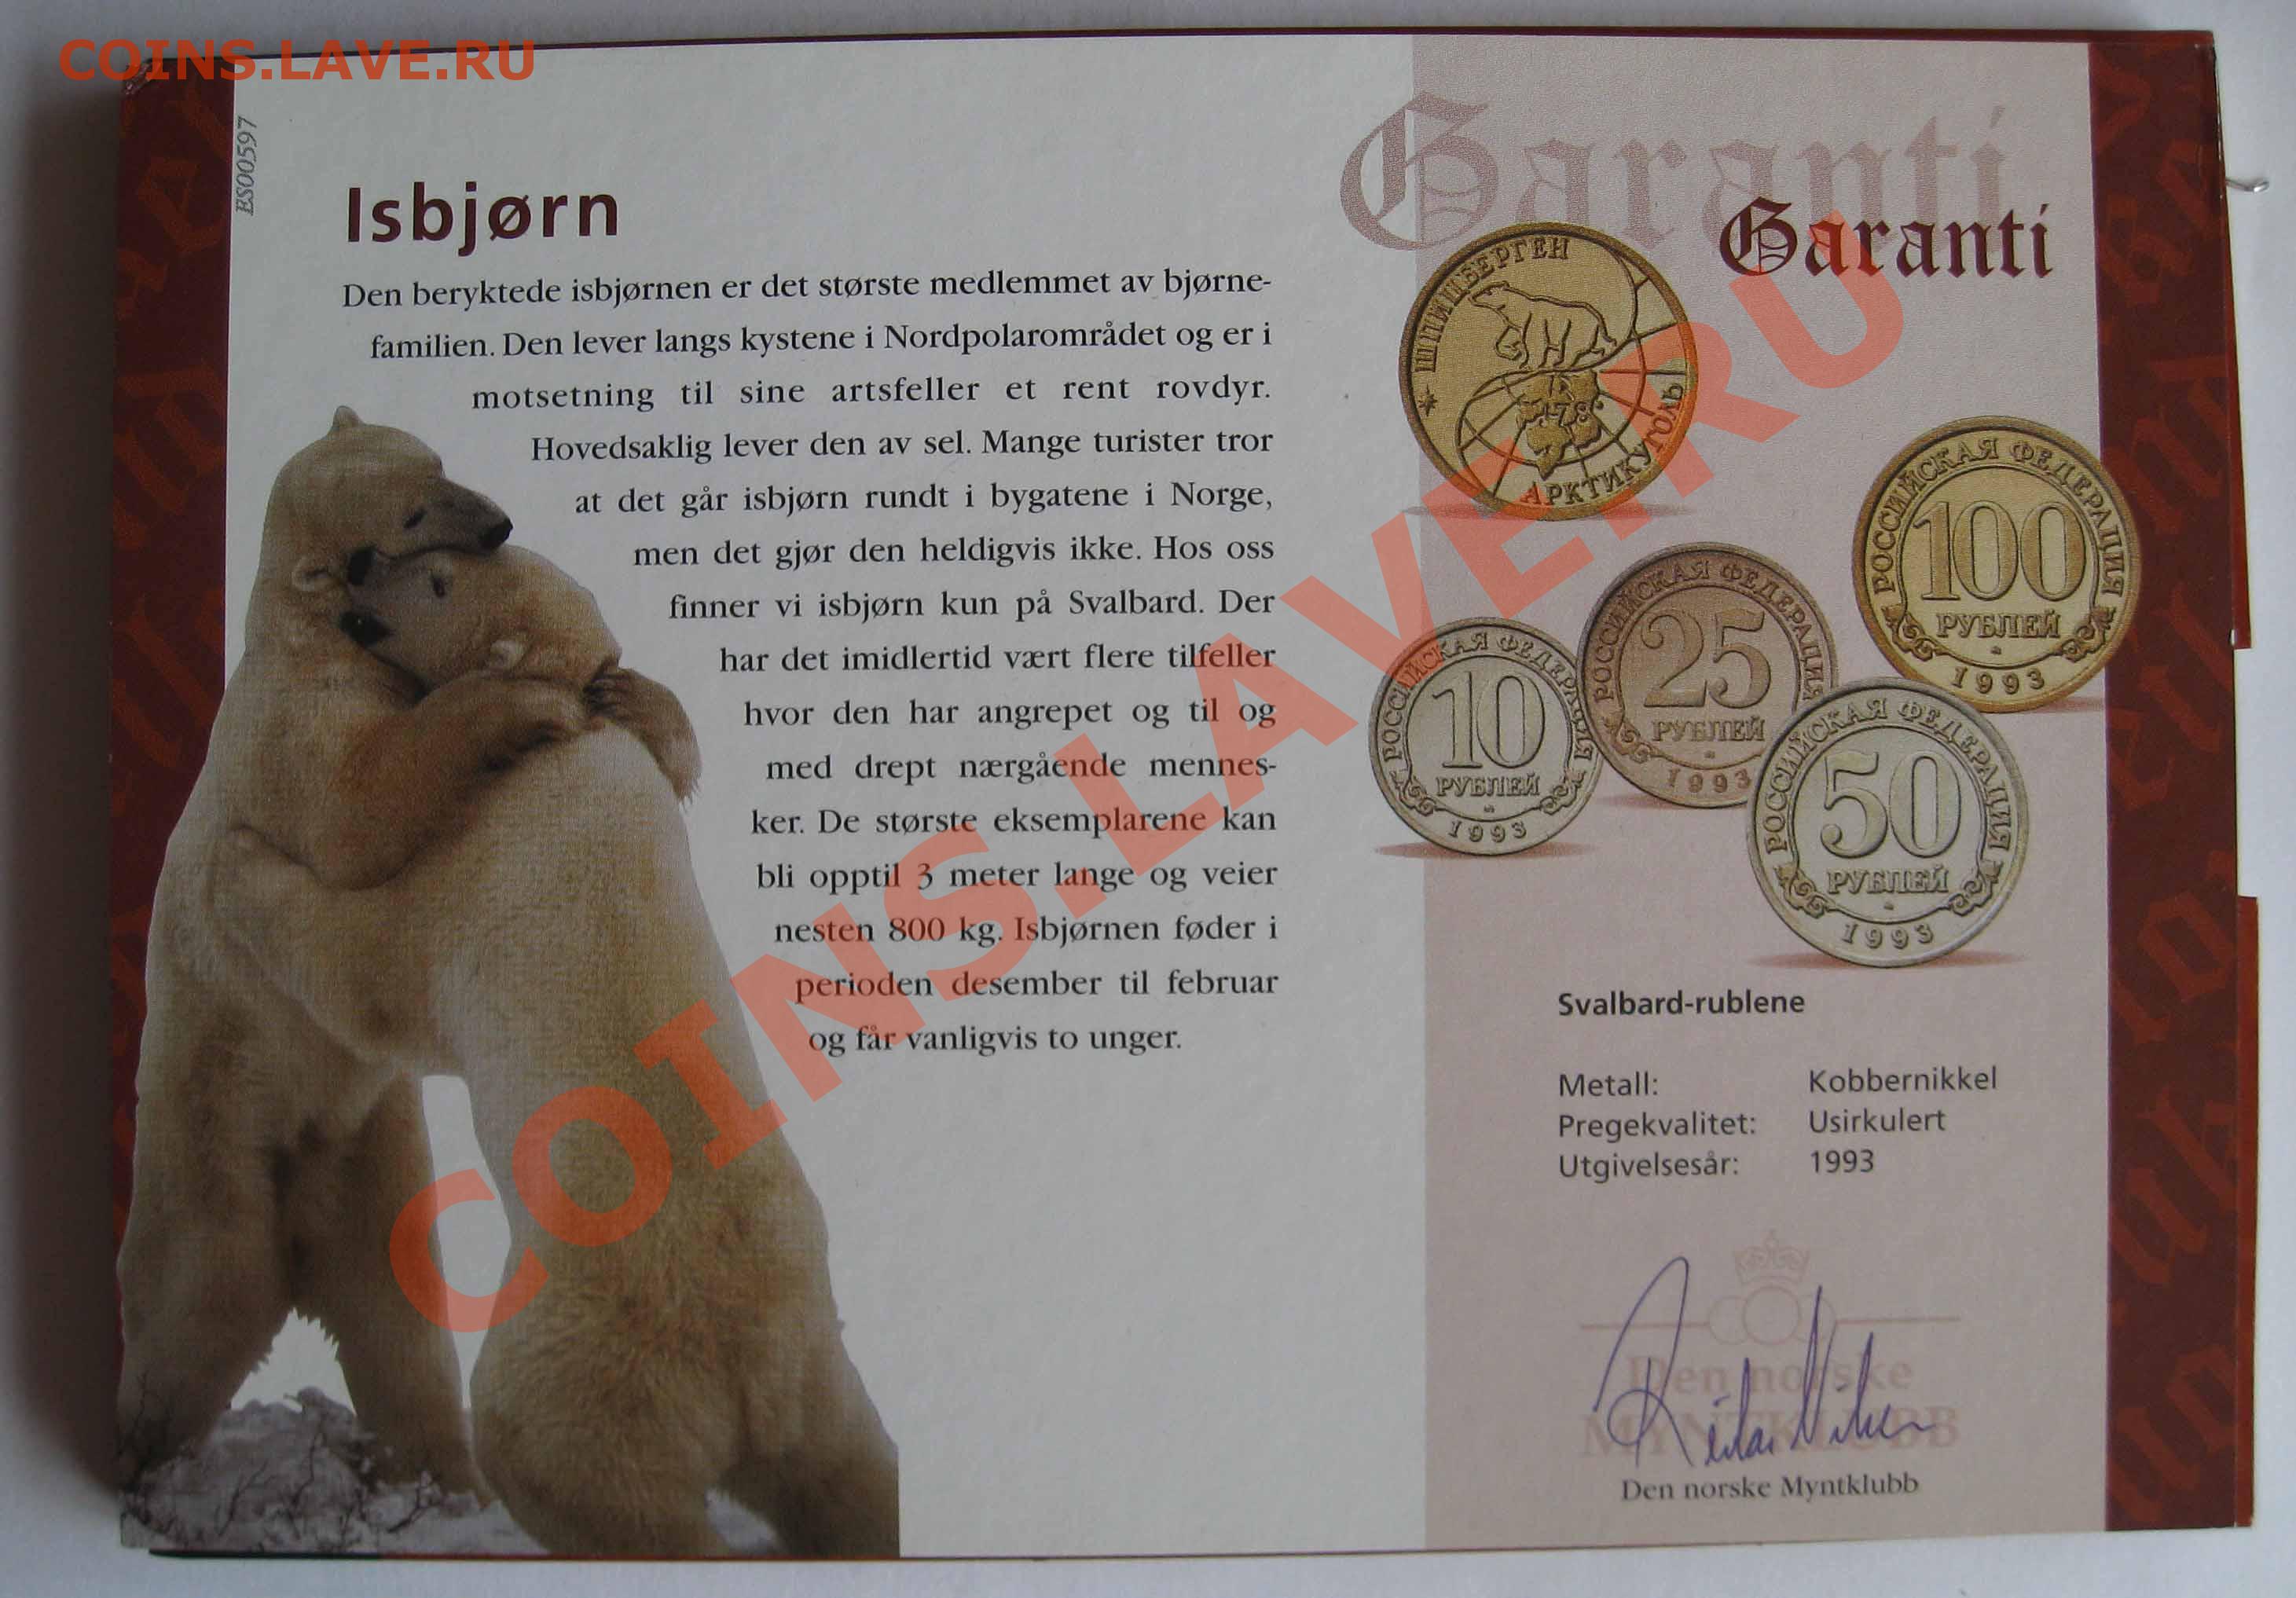 COINS.LAVE.RU
ES00597
Isbjørn
Den beryktede isbjørnen er det største medlemmet av bjørne-
familien. Den lever langs kystene i Nordpolarområdet og er i
motsetning til sine artsfeller et rent rovdyr.
Hovedsaklig lever den av sel. Mange turister tror
at det går isbjørn rundt i bygatene i Norge,
men det gjør den heldigvis ikke. Hos oss
finner vi isbjørn kun på Svalbard. Der
har det imidlertid vært flere tilfeller
hvor den har angrepet og til og
med drept nærgående mennes-
ker. De største eksemplarene kan
bli opptil 3 meter lange og veier
nesten 800 kg. Isbjørnen føder i
perioden desember til februar
og får vanligvis to unger.
Garanti
Garanti
ШПИЦБЕРГЕН
78°
АРКТИКУГОЛЬ
РОССИЙСКАЯ ФЕДЕРАЦИЯ
100
РУБЛЕЙ
1993
РОССИЙСКАЯ ФЕДЕРАЦИЯ
25
РУБЛЕЙ
1993
РОССИЙСКАЯ ФЕДЕРАЦИЯ
10
РУБЛЕЙ
1993
РОССИЙСКАЯ ФЕДЕРАЦИЯ
50
РУБЛЕЙ
1993
Svalbard-rublene
Metall: Kobbernikkel
Pregekvalitet: Usirkulert
Utgivelsesår: 1993
Den norske
MYNTKLUBB
Den norske Myntklubb
COINS.LAVE.RU